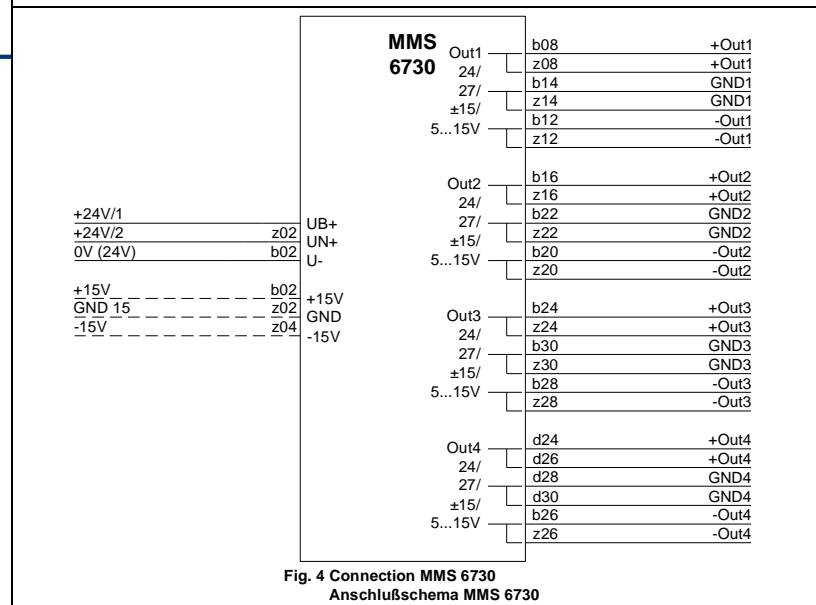 MMS
6730
Out1
24/
27/
±15/
5...15V
b08 +Out1
z08 +Out1
b14 GND1
z14 GND1
b12 -Out1
z12 -Out1
Out2
24/
27/
±15/
5...15V
b16 +Out2
z16 +Out2
b22 GND2
z22 GND2
b20 -Out2
z20 -Out2
+24V/1 UB+
+24V/2 z02 UN+
0V (24V) b02 U-
+15V b02 +15V
GND 15 z02 GND
-15V z04 -15V
Out3
24/
27/
±15/
5...15V
b24 +Out3
z24 +Out3
b30 GND3
z30 GND3
b28 -Out3
z28 -Out3
Out4
24/
27/
±15/
5...15V
d24 +Out4
d26 +Out4
d28 GND4
d30 GND4
b26 -Out4
z26 -Out4
Fig. 4 Connection MMS 6730
Anschlußschema MMS 6730